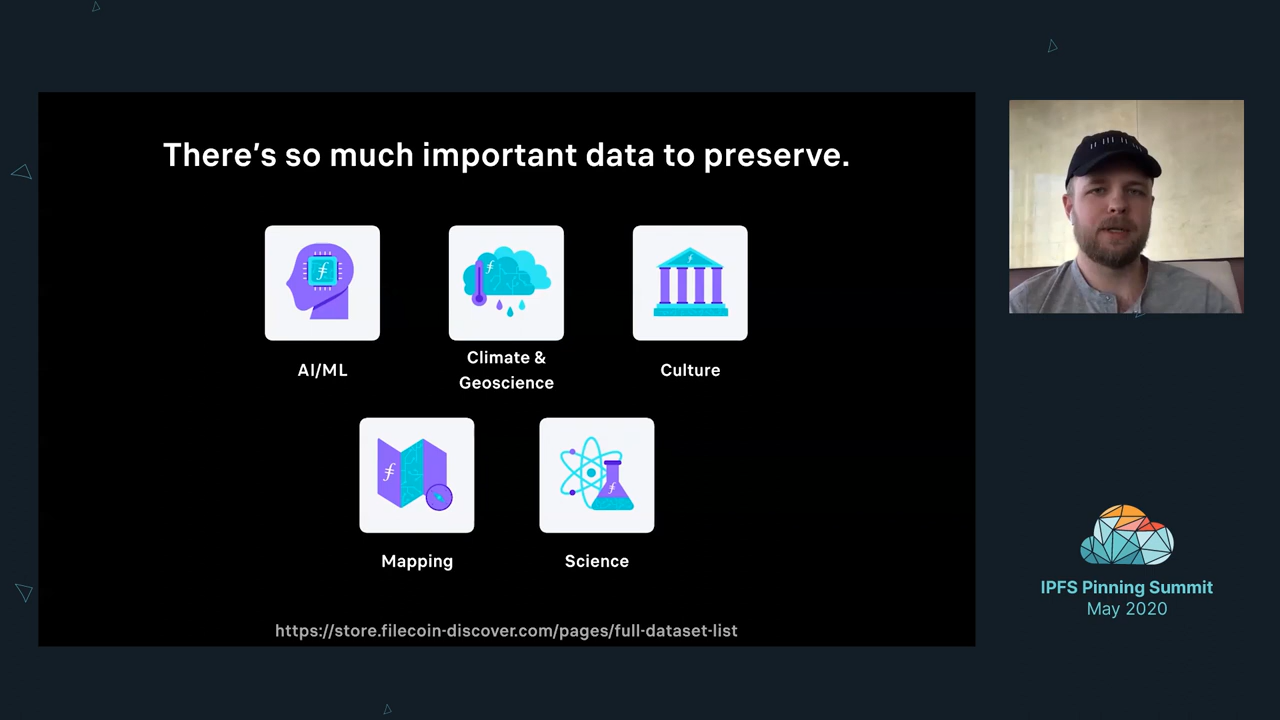 There's so much important data to preserve.
AI/ML
Climate &
Geoscience
Culture
Mapping
Science
https://store.filecoin-discover.com/pages/full-dataset-list
IPFS Pinning Summit
May 2020